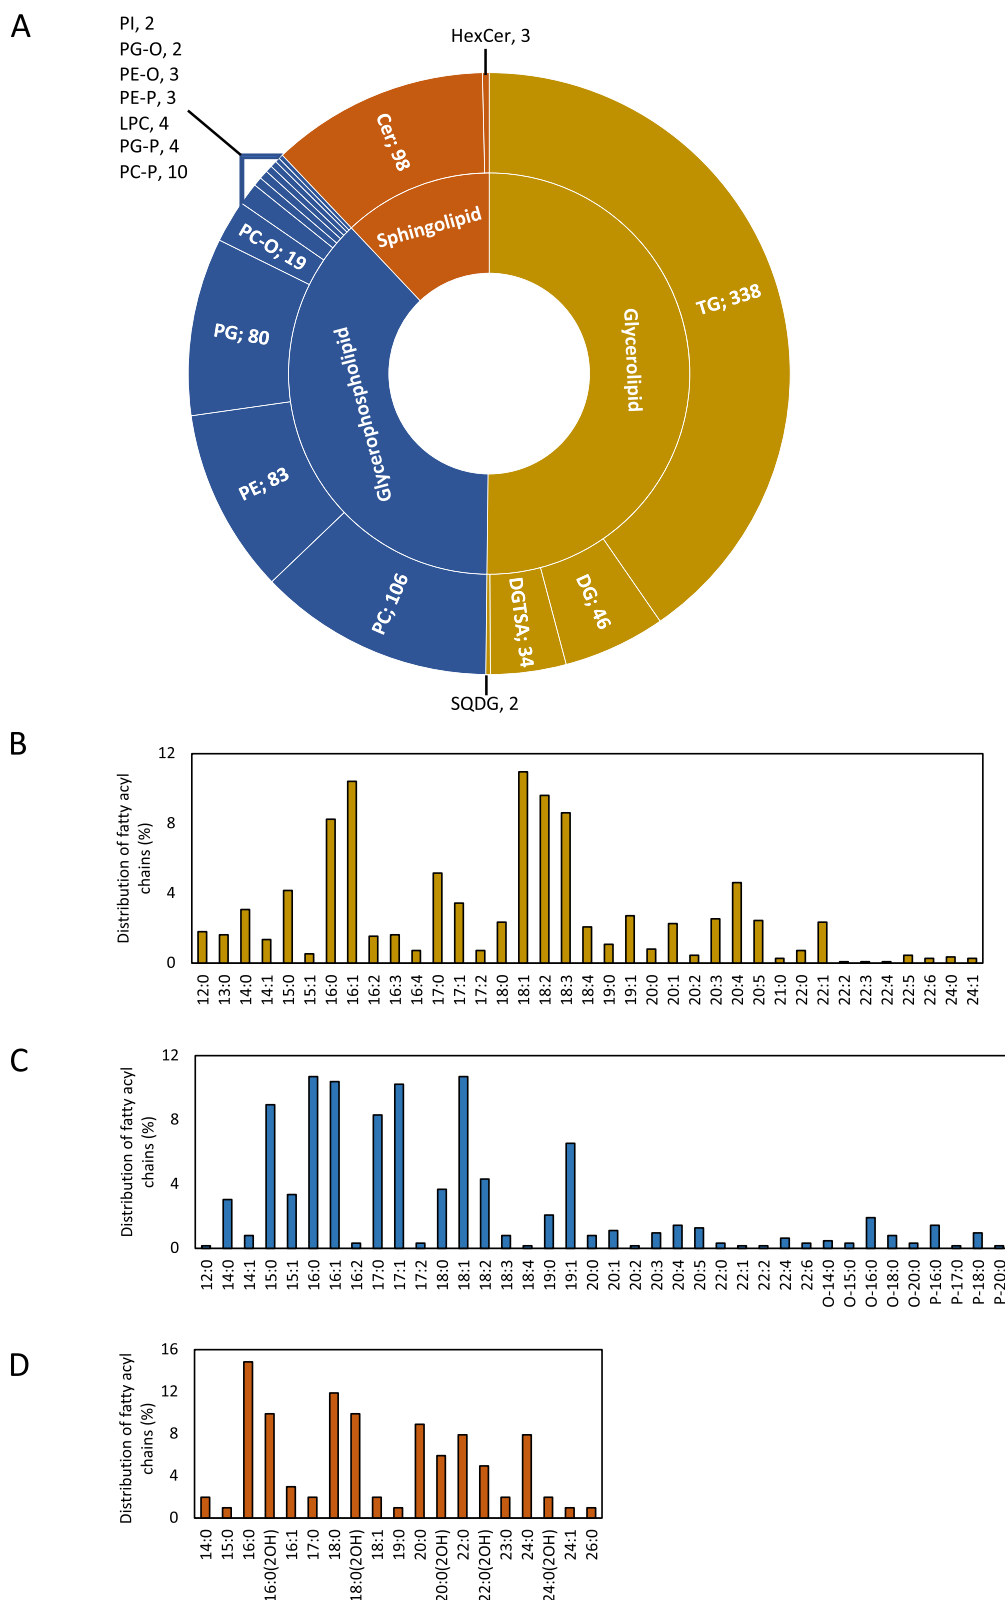 A
PI, 2
PG-O, 2
PE-O, 3
PE-P, 3
LPC, 4
PG-P, 4
PC-P, 10
HexCer, 3
Cer; 98
Sphingolipid
TG; 338
Glycerolipid
PC-O; 19
PG; 80
Glycerophospholipid
PE; 83
PC; 106
DGTSA; 34
DG; 46
SQDG, 2
B
Distribution of fatty acyl
chains (%)
12
8
4
0
12:0
13:0
14:0
14:1
15:0
15:1
16:0
16:1
16:2
16:3
16:4
17:0
17:1
17:2
18:0
18:1
18:2
18:3
18:4
19:0
19:1
20:0
20:1
20:2
20:3
20:4
20:5
21:0
22:0
22:1
22:2
22:3
22:4
22:5
22:6
24:0
24:1
C
Distribution of fatty acyl
chains (%)
12
8
4
0
12:0
14:0
14:1
15:0
15:1
16:0
16:1
16:2
17:0
17:1
17:2
18:0
18:1
18:2
18:3
18:4
19:0
19:1
20:0
20:1
20:2
20:3
20:4
20:5
22:0
22:1
22:2
22:4
22:6
O-14:0
O-15:0
O-16:0
O-18:0
O-20:0
P-16:0
P-17:0
P-18:0
P-20:0
D
Distribution of fatty acyl
chains (%)
16
12
8
4
0
14:0
15:0
16:0
16:0(2OH)
16:1
17:0
18:0
18:0(2OH)
18:1
19:0
20:0
20:0(2OH)
22:0
22:0(2OH)
23:0
24:0
24:0(2OH)
24:1
26:0